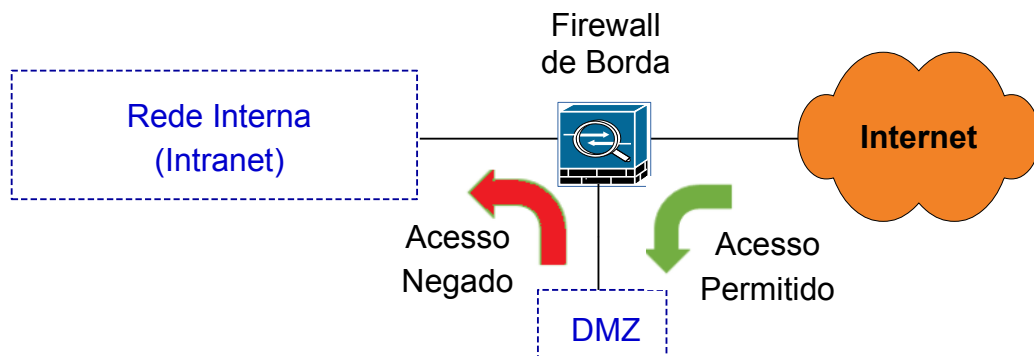 Firewall
de Borda
Rede Interna
(Intranet)
Internet
Acesso
Negado
Acesso
Permitido
DMZ